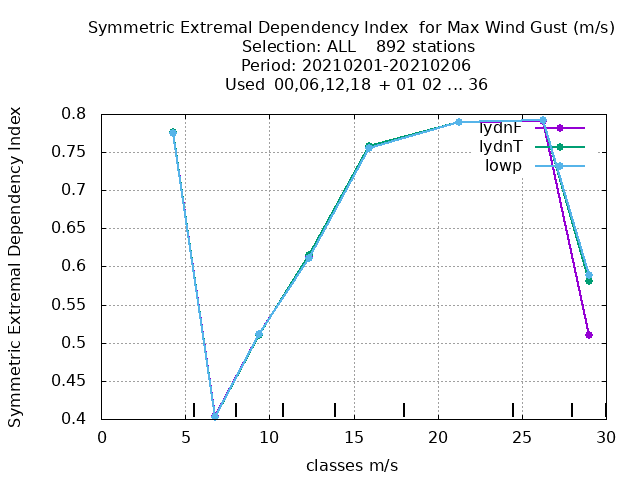 Symmetric Extremal Dependency Index for Max Wind Gust (m/s)
Selection: ALL 892 stations
Period: 20210201-20210206
Used 00,06,12,18 + 01 02 ... 36
Symmetric Extremal Dependency Index
0.8
0.75
0.7
0.65
0.6
0.55
0.5
0.45
0.4
lydnF
lydnT
lowp
0 5 10 15 20 25 30
classes m/s